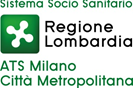 Sistema Socio Sanitario
Regione
Lombardia
ATS Milano
Città Metropolitana